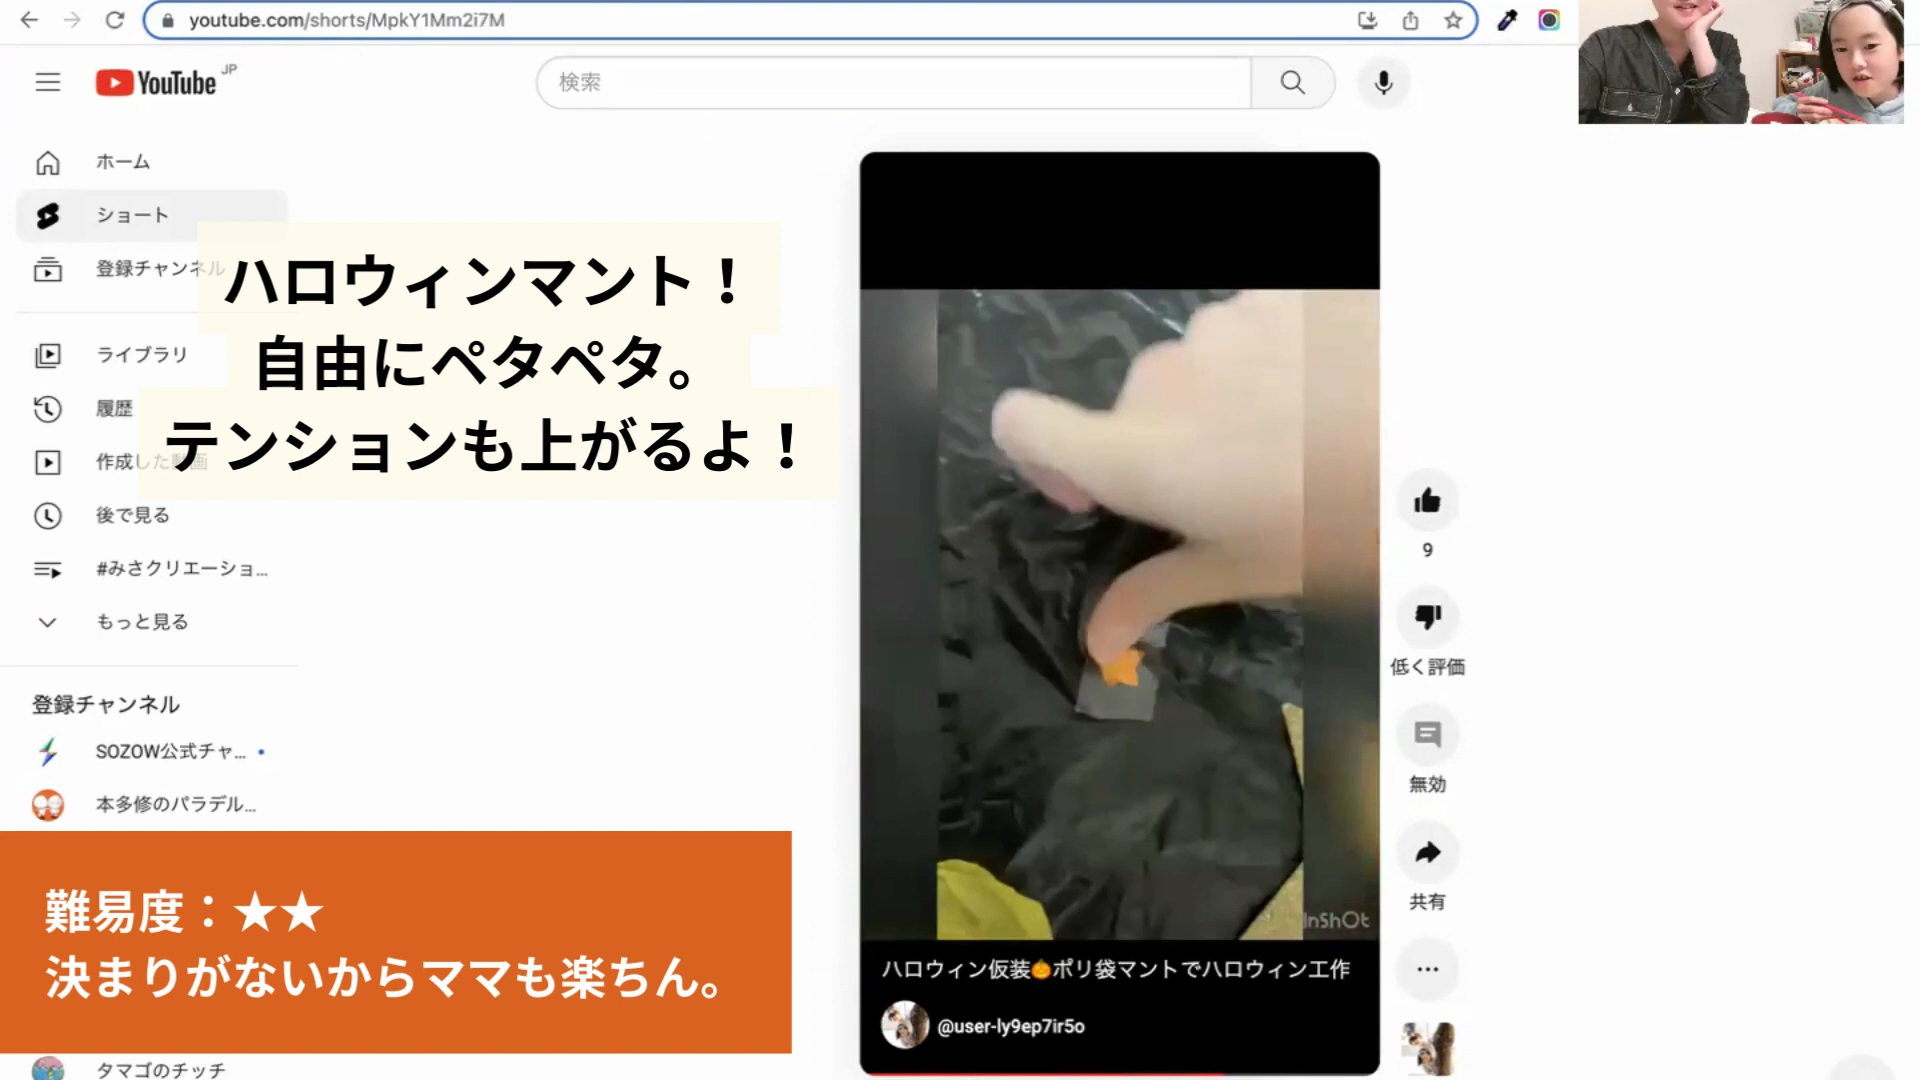 youtube.com/shorts/MpkY1Mm2i7M
YouTube JP
検索
ホーム
ショート
登録チャンネル
ライブラリ
履歴
作成した動画
後で見る
#みさクリエーショ...
もっと見る
登録チャンネル
SOZOW公式チャ...
本多修のパラデル...
タマゴのチッチ
ハロウィンマント！
自由にペタペタ。
テンションも上がるよ！
難易度：★★
決まりがないからママも楽ちん。
InShOt
ハロウィン仮装🎃ポリ袋マントでハロウィン工作
@user-ly9ep7ir5o
9
低く評価
無効
共有